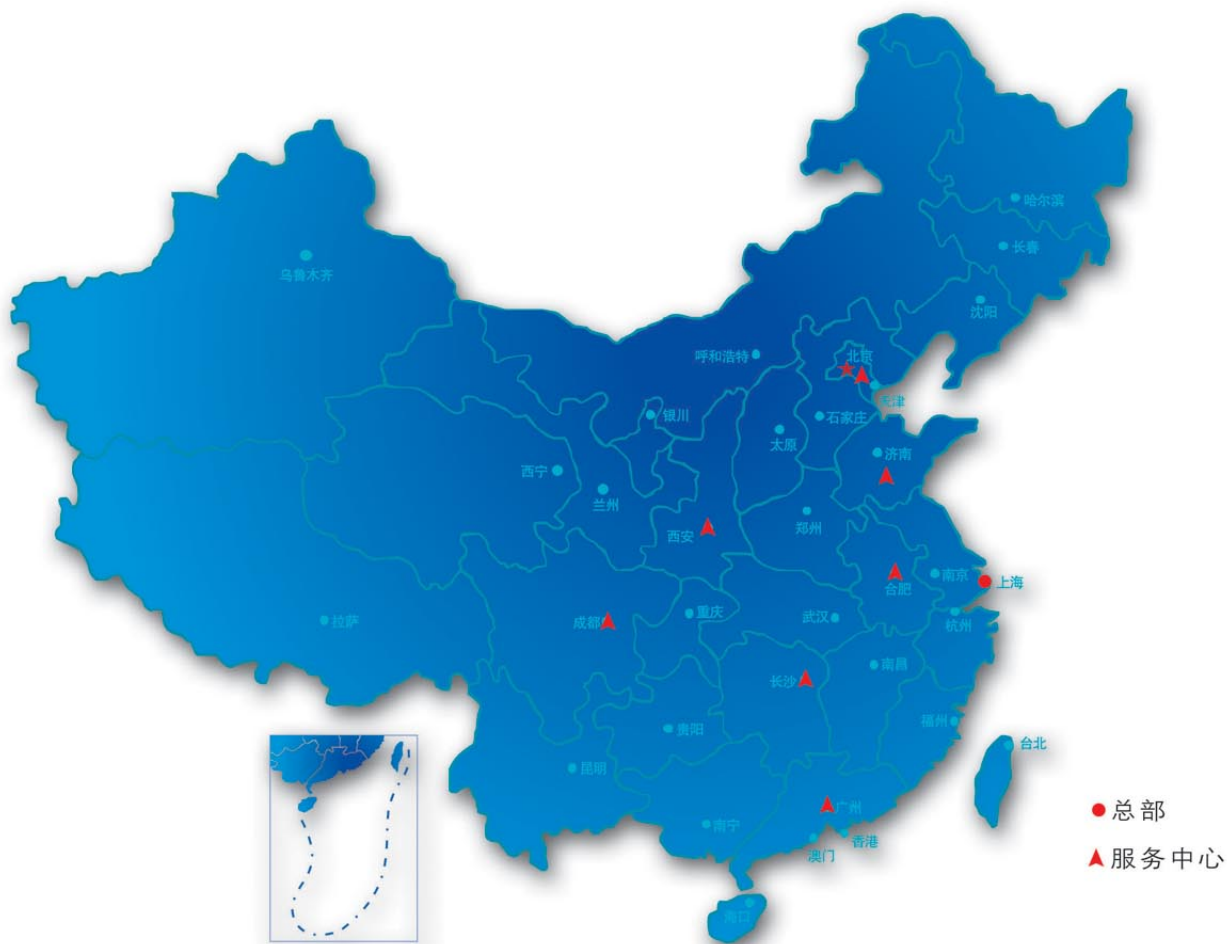 哈尔滨
长春
乌鲁木齐
沈阳
呼和浩特
北京
天津
银川
石家庄
太原
济南
西宁
兰州
郑州
西安
南京
上海
合肥
重庆
武汉
杭州
拉萨
成都
南昌
长沙
福州
贵阳
台北
昆明
广州
总部
南宁
香港
澳门
服务中心
海口